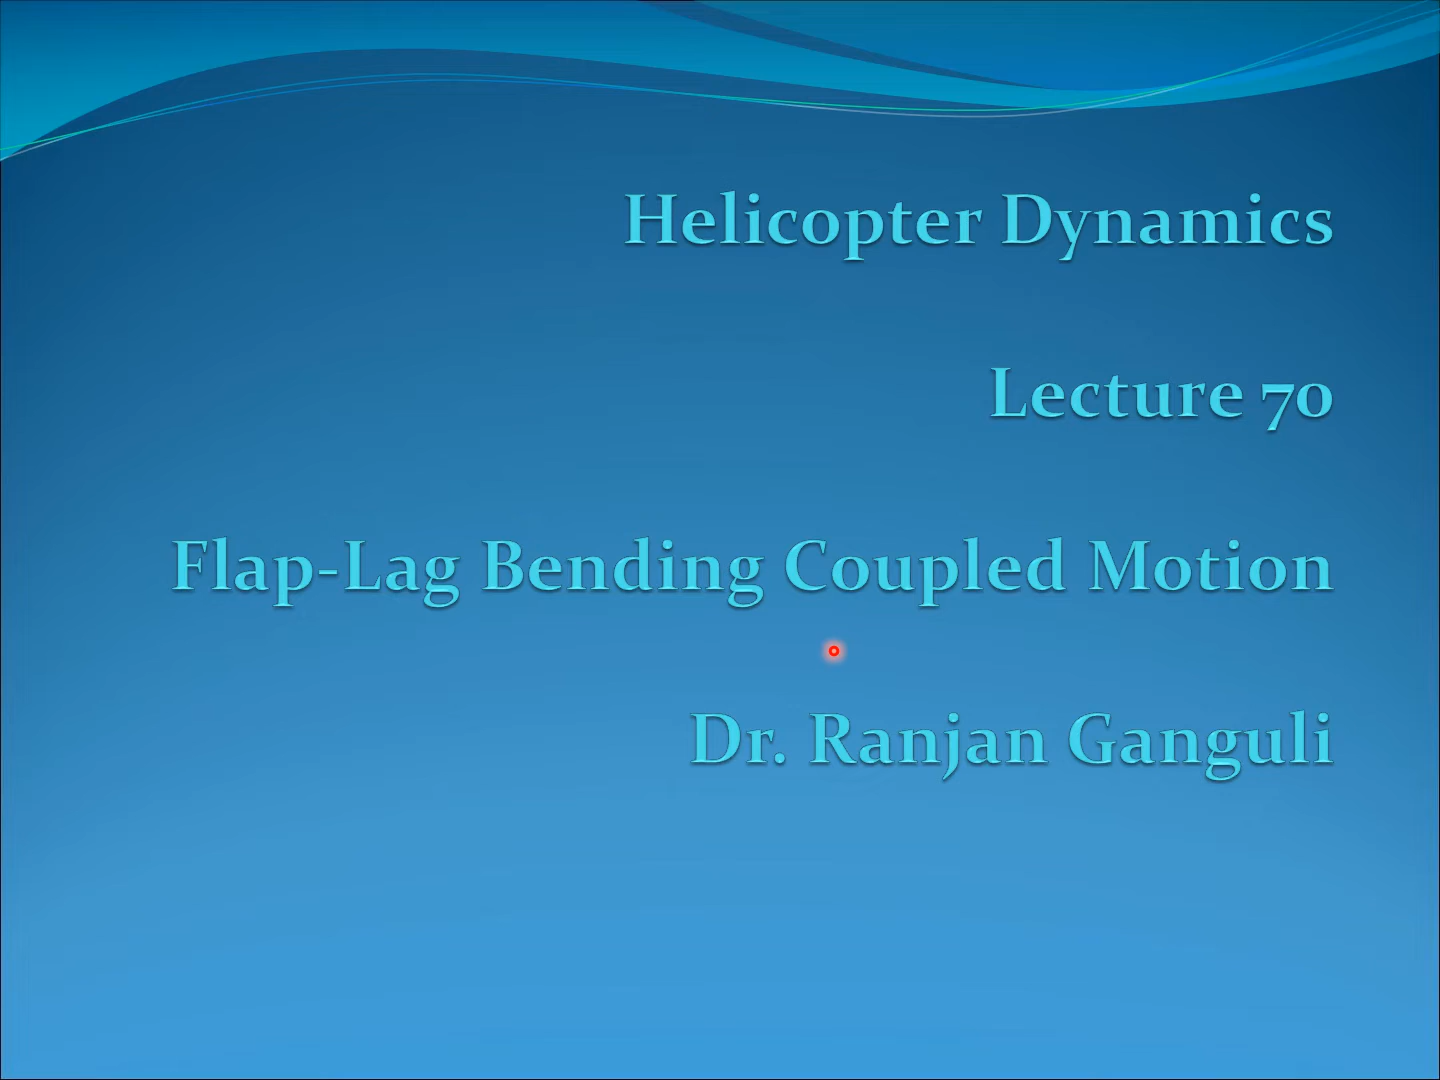 Helicopter Dynamics
Lecture 70
Flap-Lag Bending Coupled Motion
Dr. Ranjan Ganguli